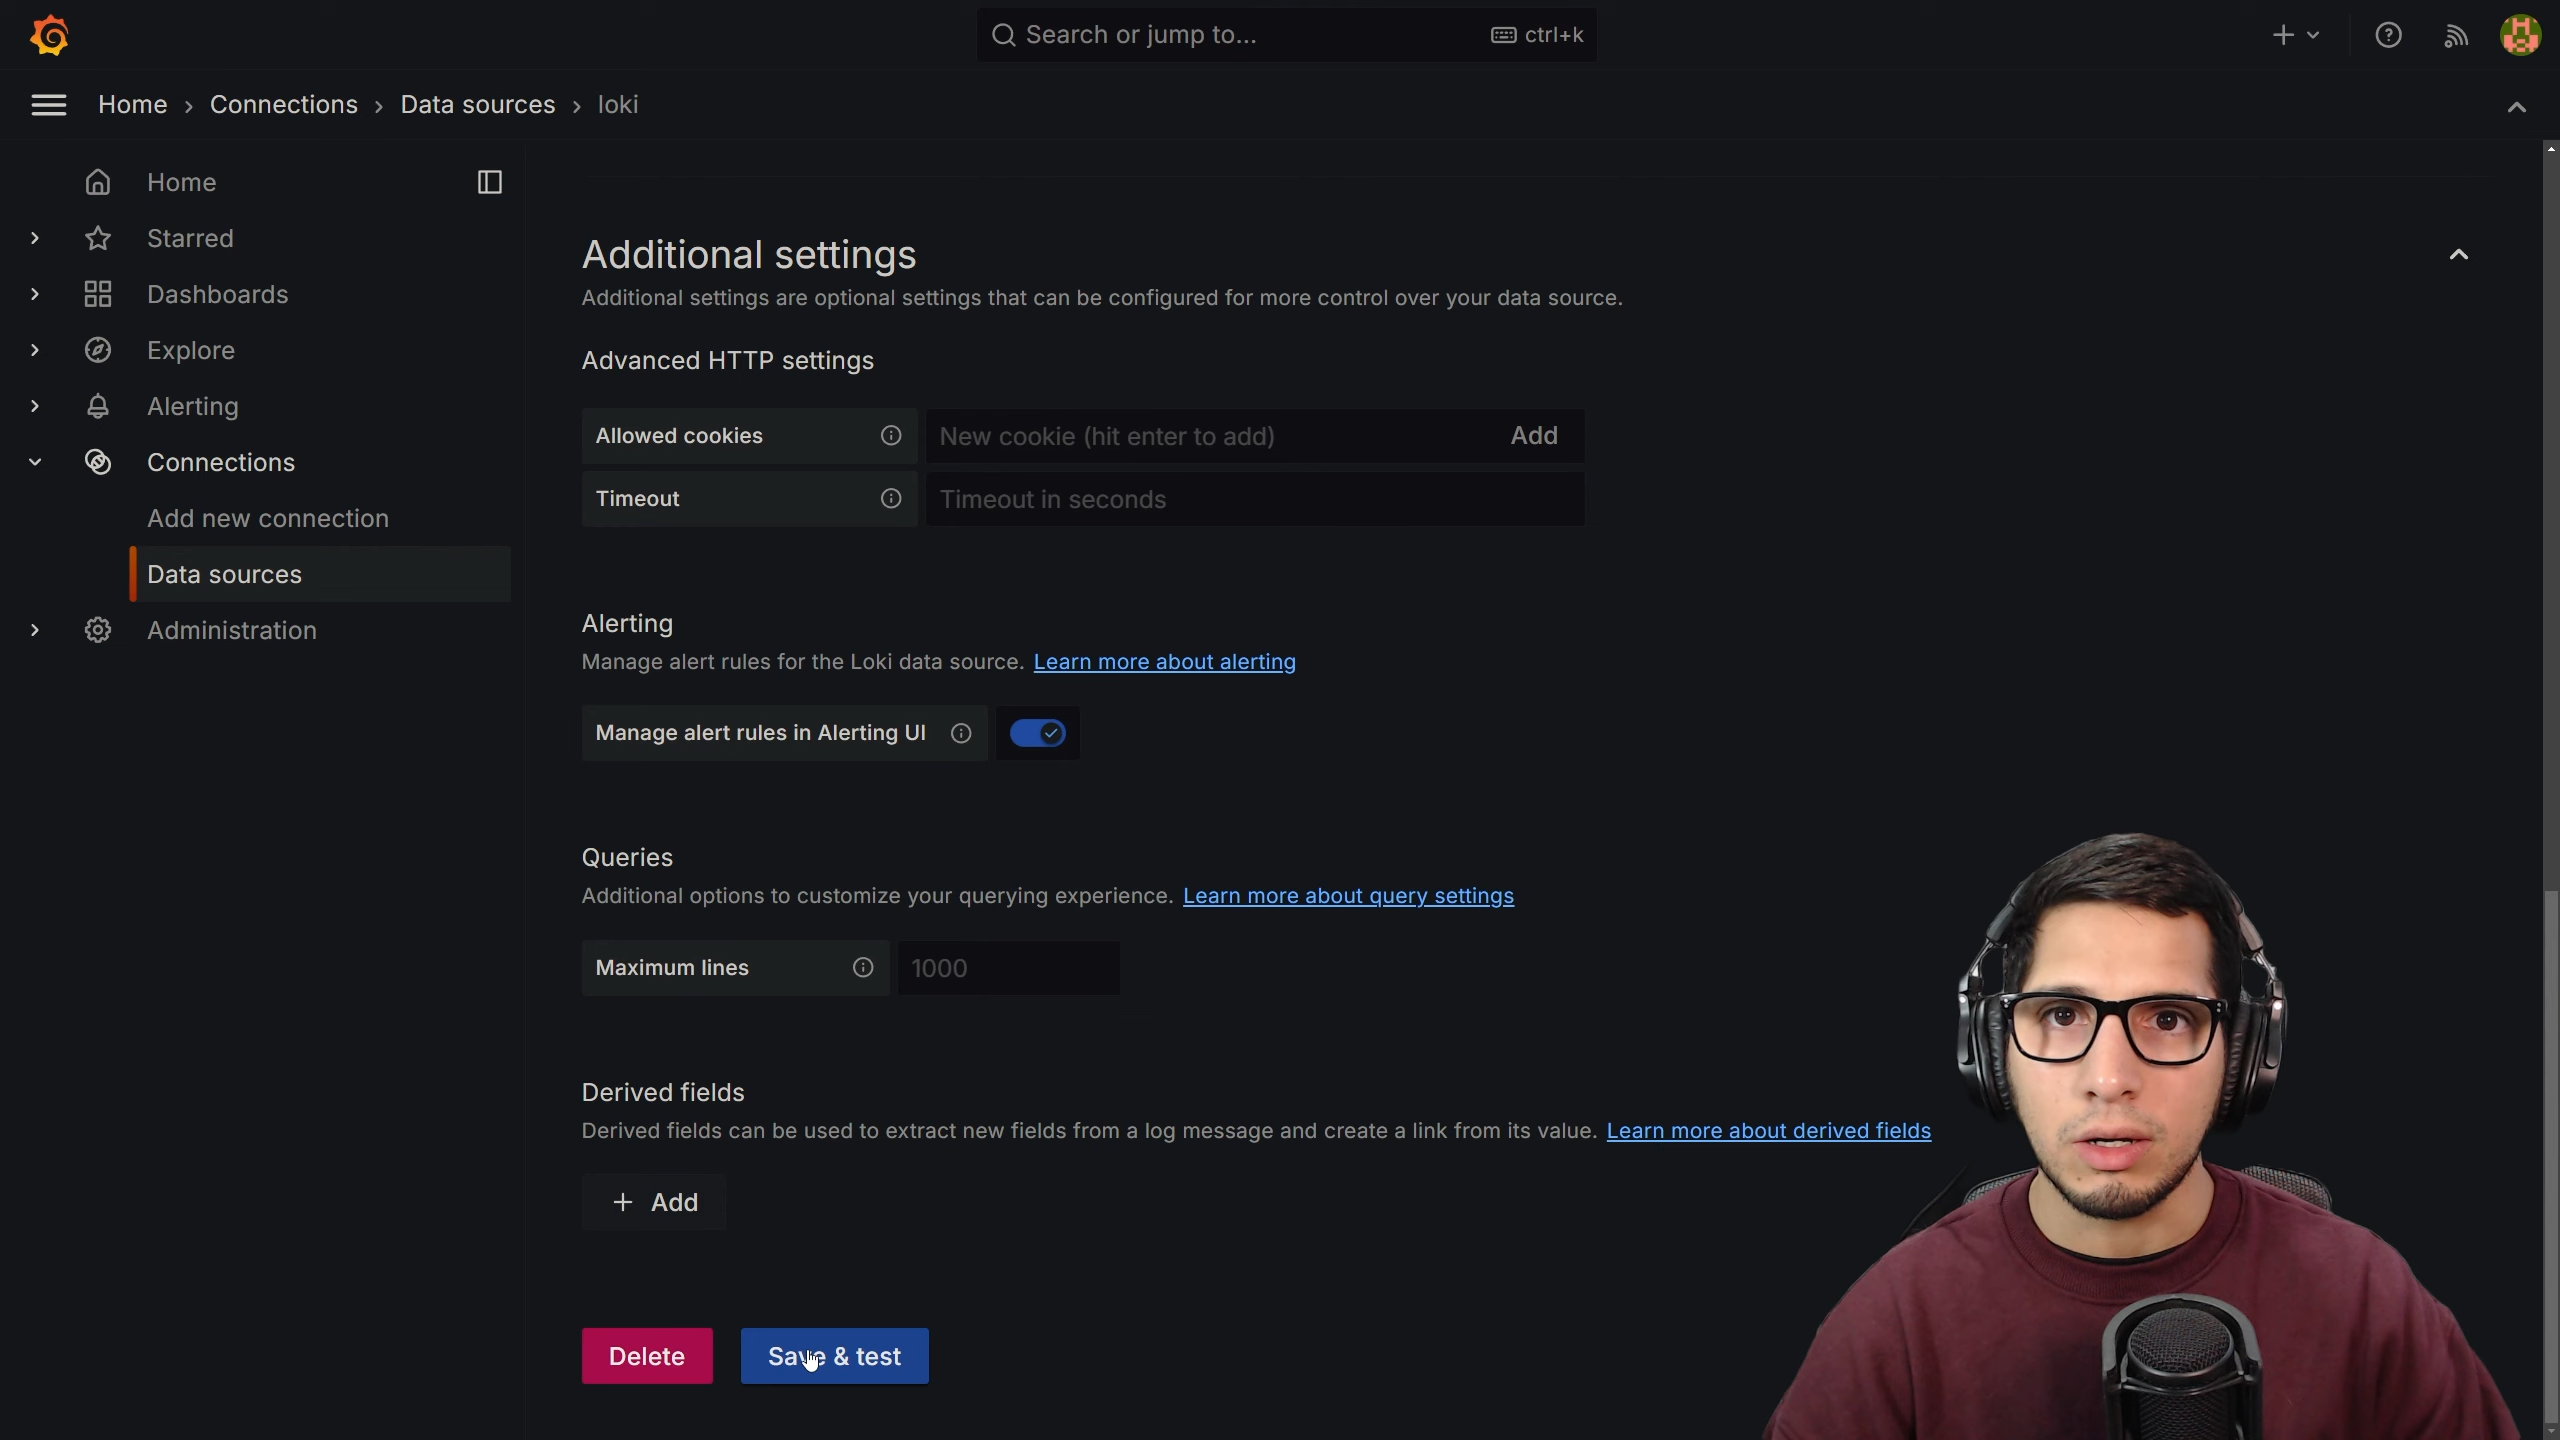 Search or jump to...
ctrl+k
Home › Connections › Data sources › loki
Home
Starred
Dashboards
Explore
Alerting
Connections
Add new connection
Data sources
Administration
Additional settings
Additional settings are optional settings that can be configured for more control over your data source.
Advanced HTTP settings
Allowed cookies
New cookie (hit enter to add)
Add
Timeout
Timeout in seconds
Alerting
Manage alert rules for the Loki data source. Learn more about alerting
Manage alert rules in Alerting UI
Queries
Additional options to customize your querying experience. Learn more about query settings
Maximum lines
1000
Derived fields
Derived fields can be used to extract new fields from a log message and create a link from its value. Learn more about derived fields
+ Add
Delete
Save & test